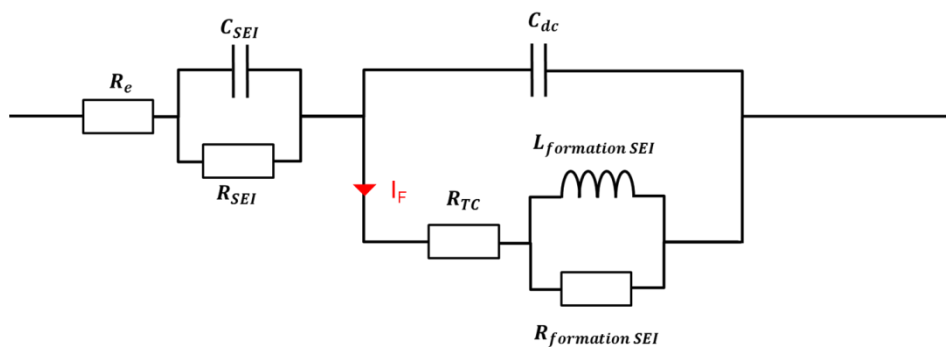 C_SEI
C_dc
R_e
L_formation SEI
R_SEI
I_F
R_TC
R_formation SEI